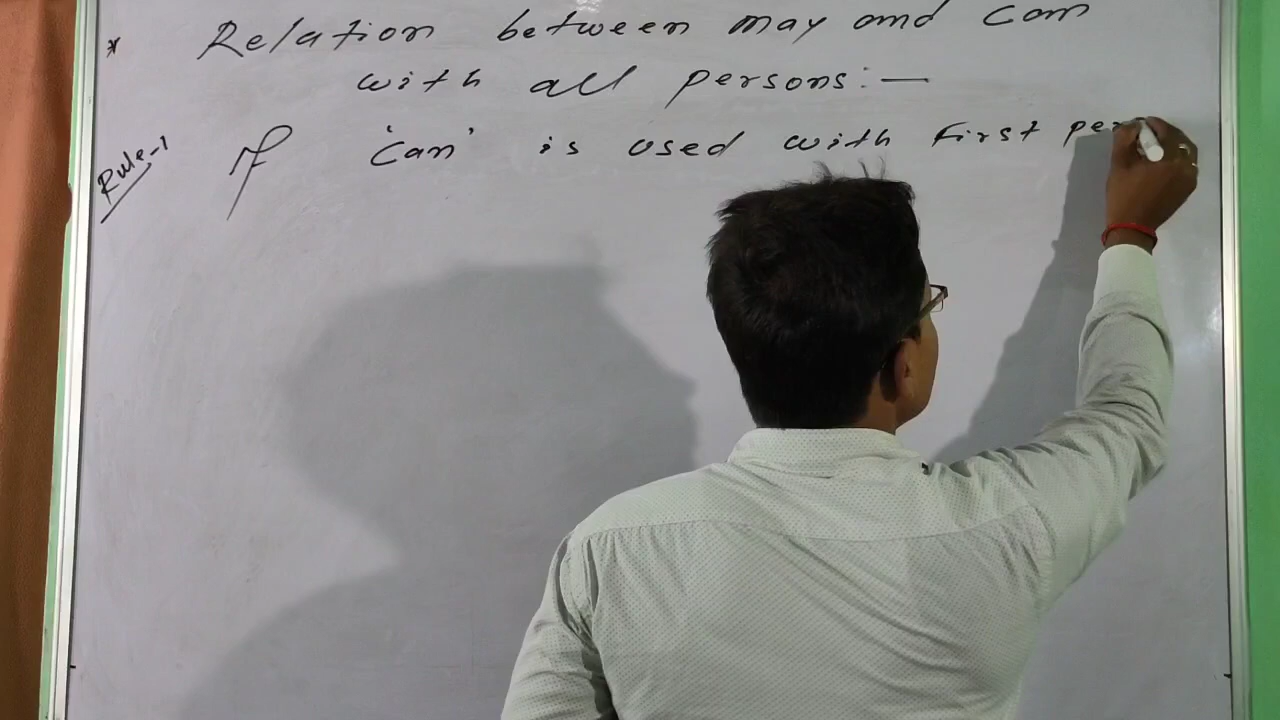 * Relation between may and can
with all persons:—
Rule-1 If 'can' is used with first per